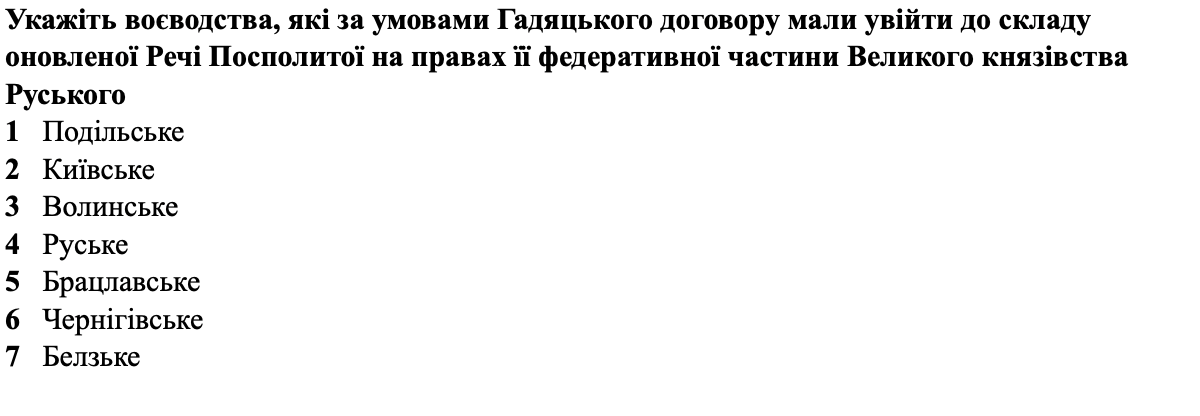 Укажіть воєводства, які за умовами Гадяцького договору мали увійти до складу
оновленої Речі Посполитої на правах її федеративної частини Великого князівства
Руського
1 Подільське
2 Київське
3 Волинське
4 Руське
5 Брацлавське
6 Чернігівське
7 Белзьке